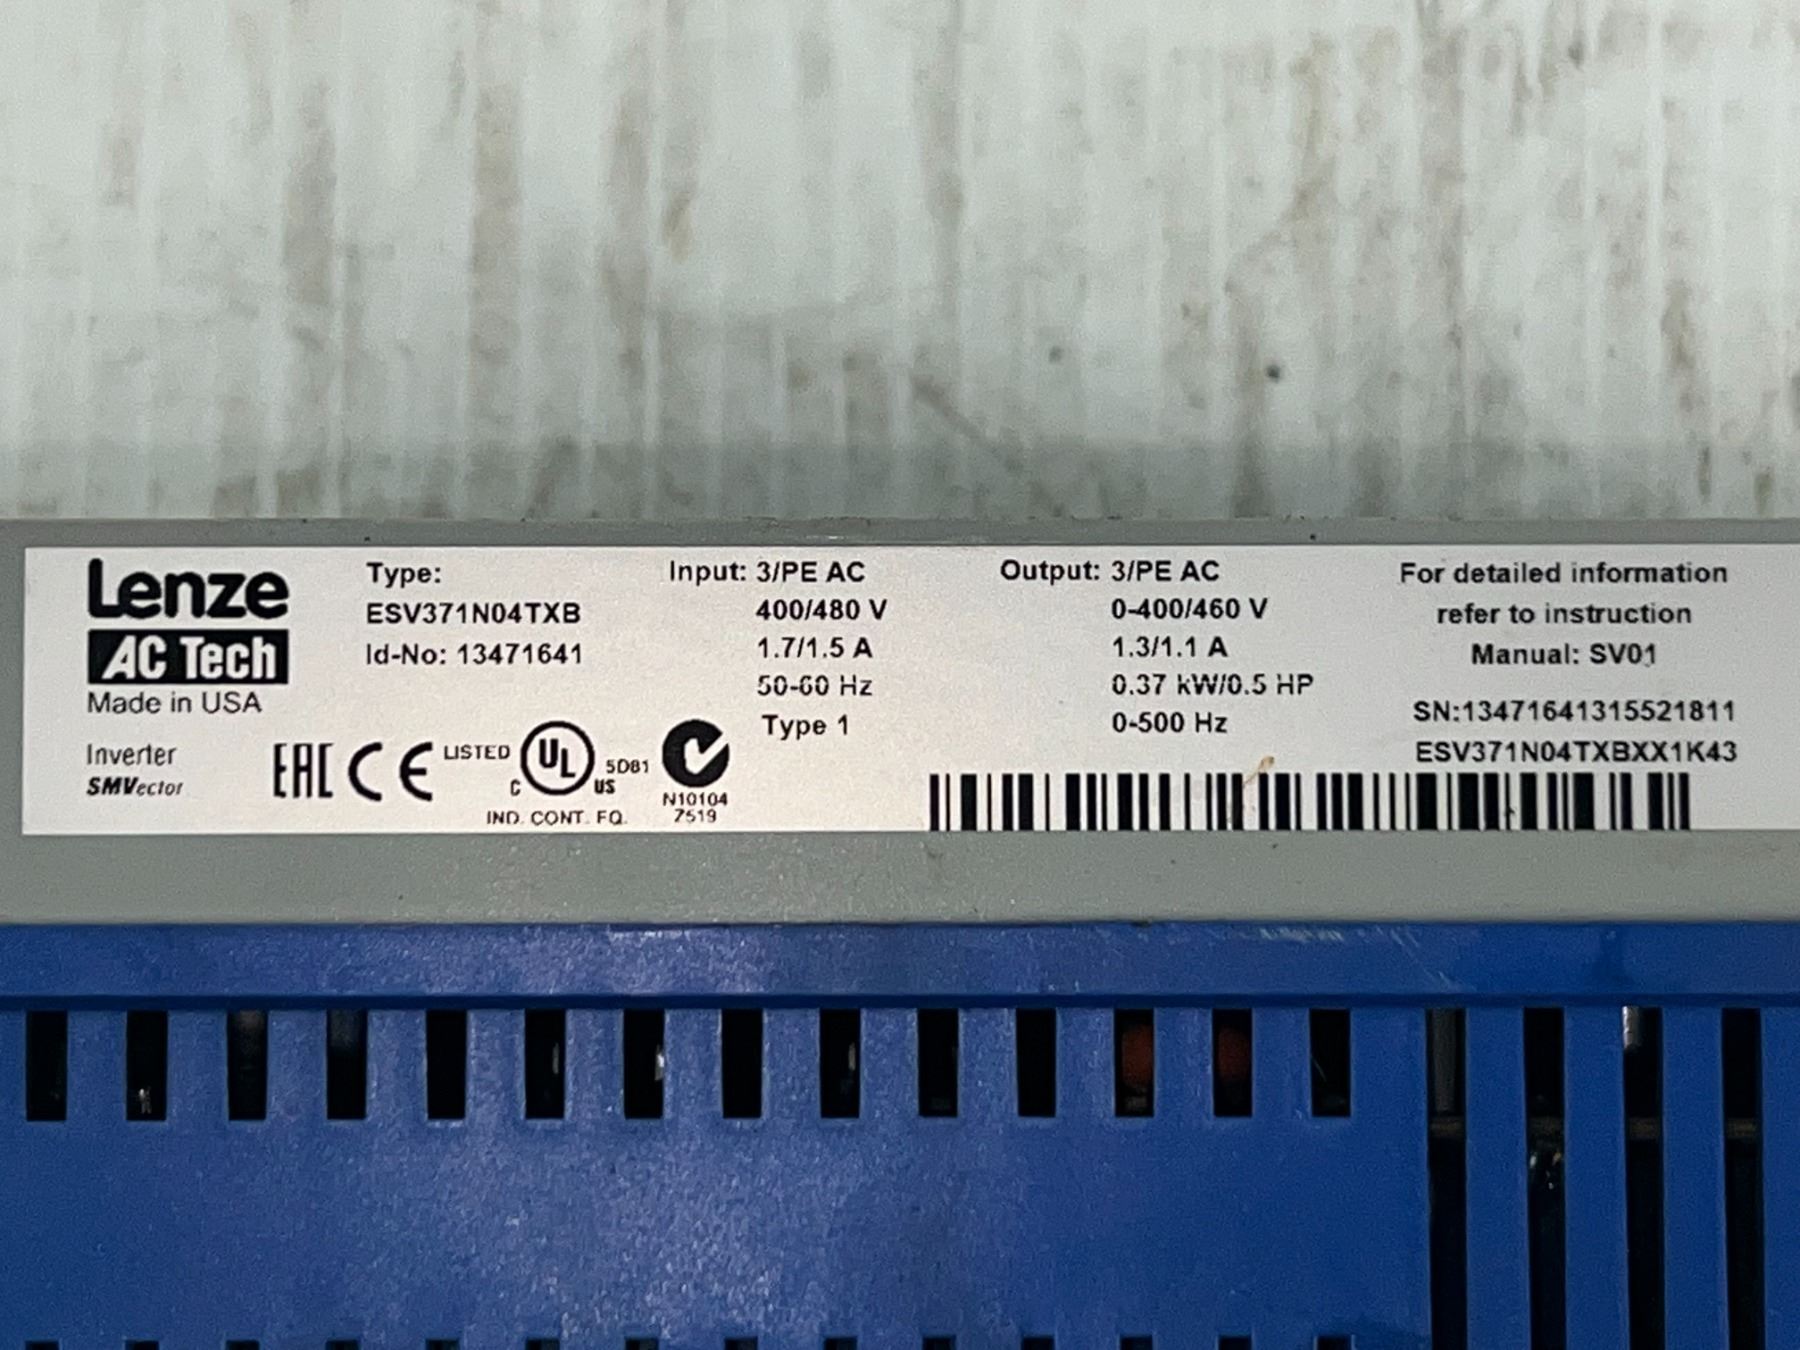 Lenze
AC Tech
Made in USA
Inverter
SMVector
Type:
ESV371N04TXB
Id-No: 13471641
EAC CE LISTED C UL US 5D81
IND. CONT. EQ.
N10104
Z519
Input: 3/PE AC
400/480 V
1.7/1.5 A
50-60 Hz
Type 1
Output: 3/PE AC
0-400/460 V
1.3/1.1 A
0.37 kW/0.5 HP
0-500 Hz
For detailed information
refer to instruction
Manual: SV01
SN:13471641315521811
ESV371N04TXBXX1K43